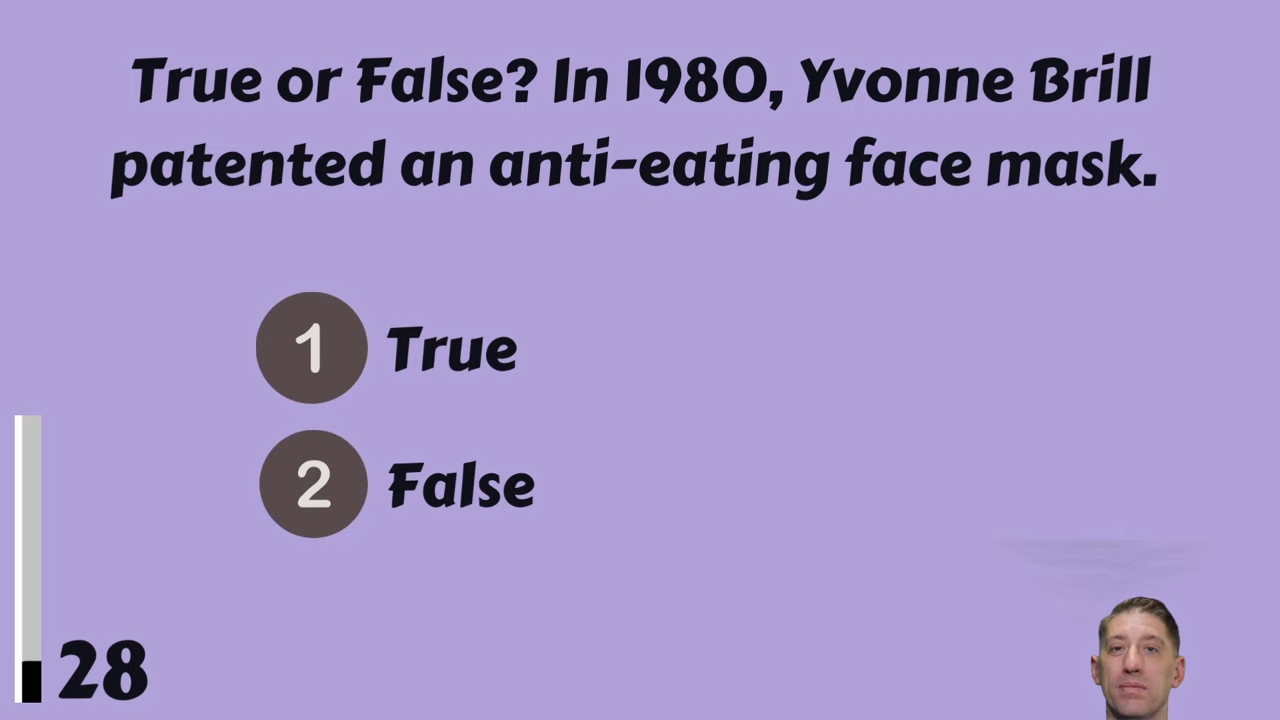 True or False? In 1980, Yvonne Brill
patented an anti-eating face mask.
1 True
2 False
28